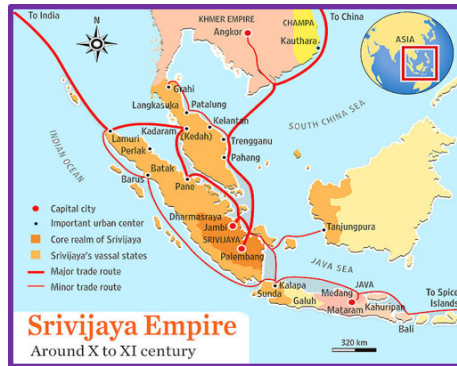 To India
To China
KHMER EMPIRE
Angkor
CHAMPA
Kauthara
ASIA
N
Grahi
Langkasuka
Patalung
Kelantan
Kadaram
(Kedah)
Trengganu
Pahang
SOUTH CHINA SEA
INDIAN OCEAN
Lamuri
Perlak
Batak
Barus
Pane
Dharmasraya
Jambi
SRIVIJAYA
Palembang
Tanjungpura
JAVA SEA
Kalapa
Sunda
Galuh
JAVA
Medang
Mataram
Kahuripan
Bali
To Spice
Islands
Capital city
Important urban center
Core realm of Srivijaya
Srivijaya's vassal states
Major trade route
Minor trade route
Srivijaya Empire
Around X to XI century
320 km